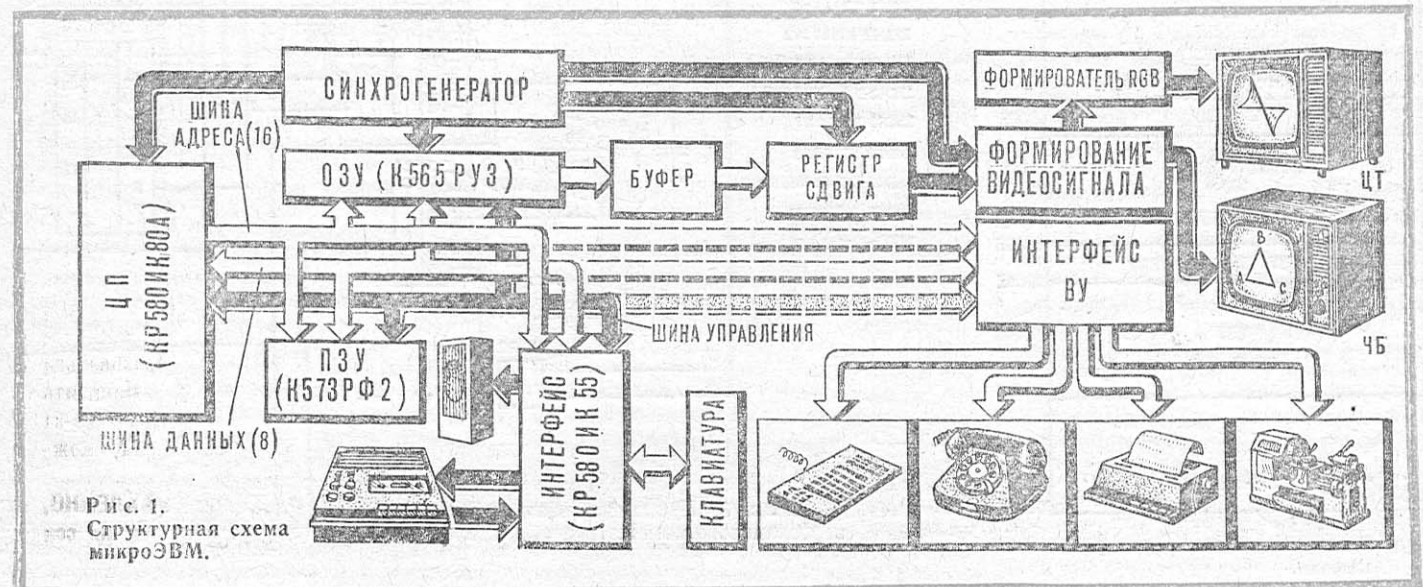 СИНХРОГЕНЕРАТОР
ФОРМИРОВАТЕЛЬ RGB
ШИНА
АДРЕСА(16)
ОЗУ (К565РУ3)
БУФЕР
РЕГИСТР
СДВИГА
ФОРМИРОВАНИЕ
ВИДЕОСИГНАЛА
ЦТ
ЦП
(КР580ИК80А)
ИНТЕРФЕЙС
ВУ
В
А
С
ЧБ
ШИНА УПРАВЛЕНИЯ
ПЗУ
(К573РФ2)
ШИНА ДАННЫХ(8)
ИНТЕРФЕЙС
(КР580ИК55)
КЛАВИАТУРА
Рис. 1.
Структурная схема
микроЭВМ.